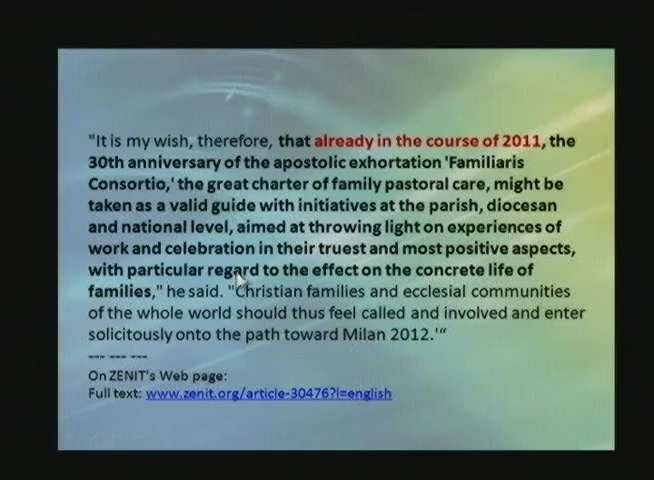 "It is my wish, therefore, that already in the course of 2011, the
30th anniversary of the apostolic exhortation 'Familiaris
Consortio,' the great charter of family pastoral care, might be
taken as a valid guide with initiatives at the parish, diocesan
and national level, aimed at throwing light on experiences of
work and celebration in their truest and most positive aspects,
with particular regard to the effect on the concrete life of
families," he said. "Christian families and ecclesial communities
of the whole world should thus feel called and involved and enter
solicitously onto the path toward Milan 2012.'“
--- --- ---
On ZENIT's Web page:
Full text: www.zenit.org/article-30476?l=english